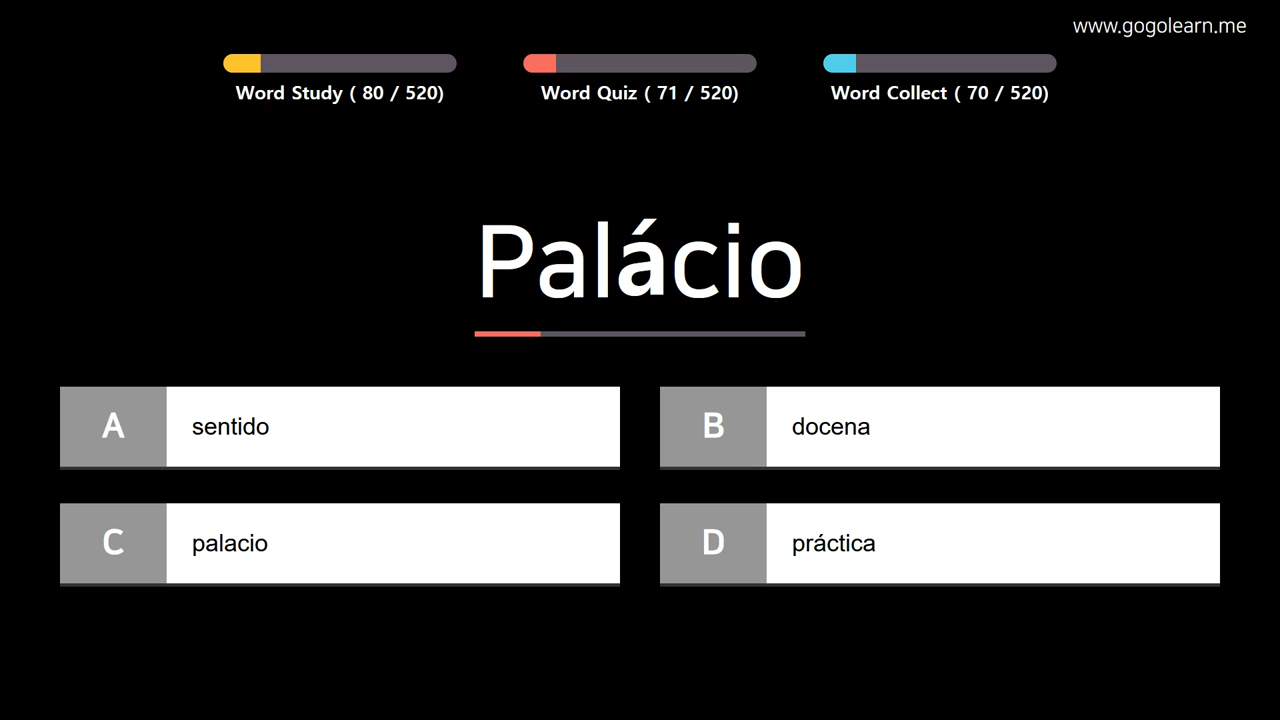 www.gogolearn.me
Word Study ( 80 / 520)
Word Quiz ( 71 / 520)
Word Collect ( 70 / 520)
Palácio
A sentido
B docena
C palacio
D práctica